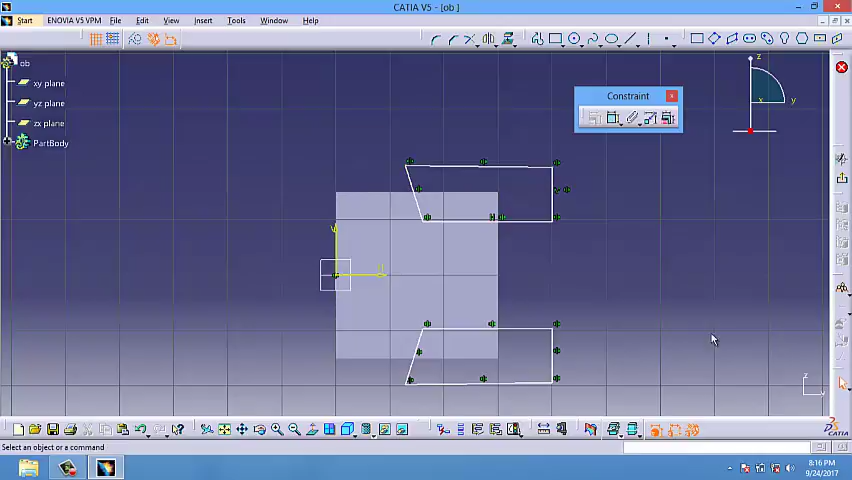 CATIA V5 - [ob ]
Start ENOVIA V5 VPM File Edit View Insert Tools Window Help
ob
xy plane
yz plane
zx plane
PartBody
Constraint
z
x y
V
H
H
V
z
y
CATIA
Select an object or a command
8:16 PM
9/24/2017